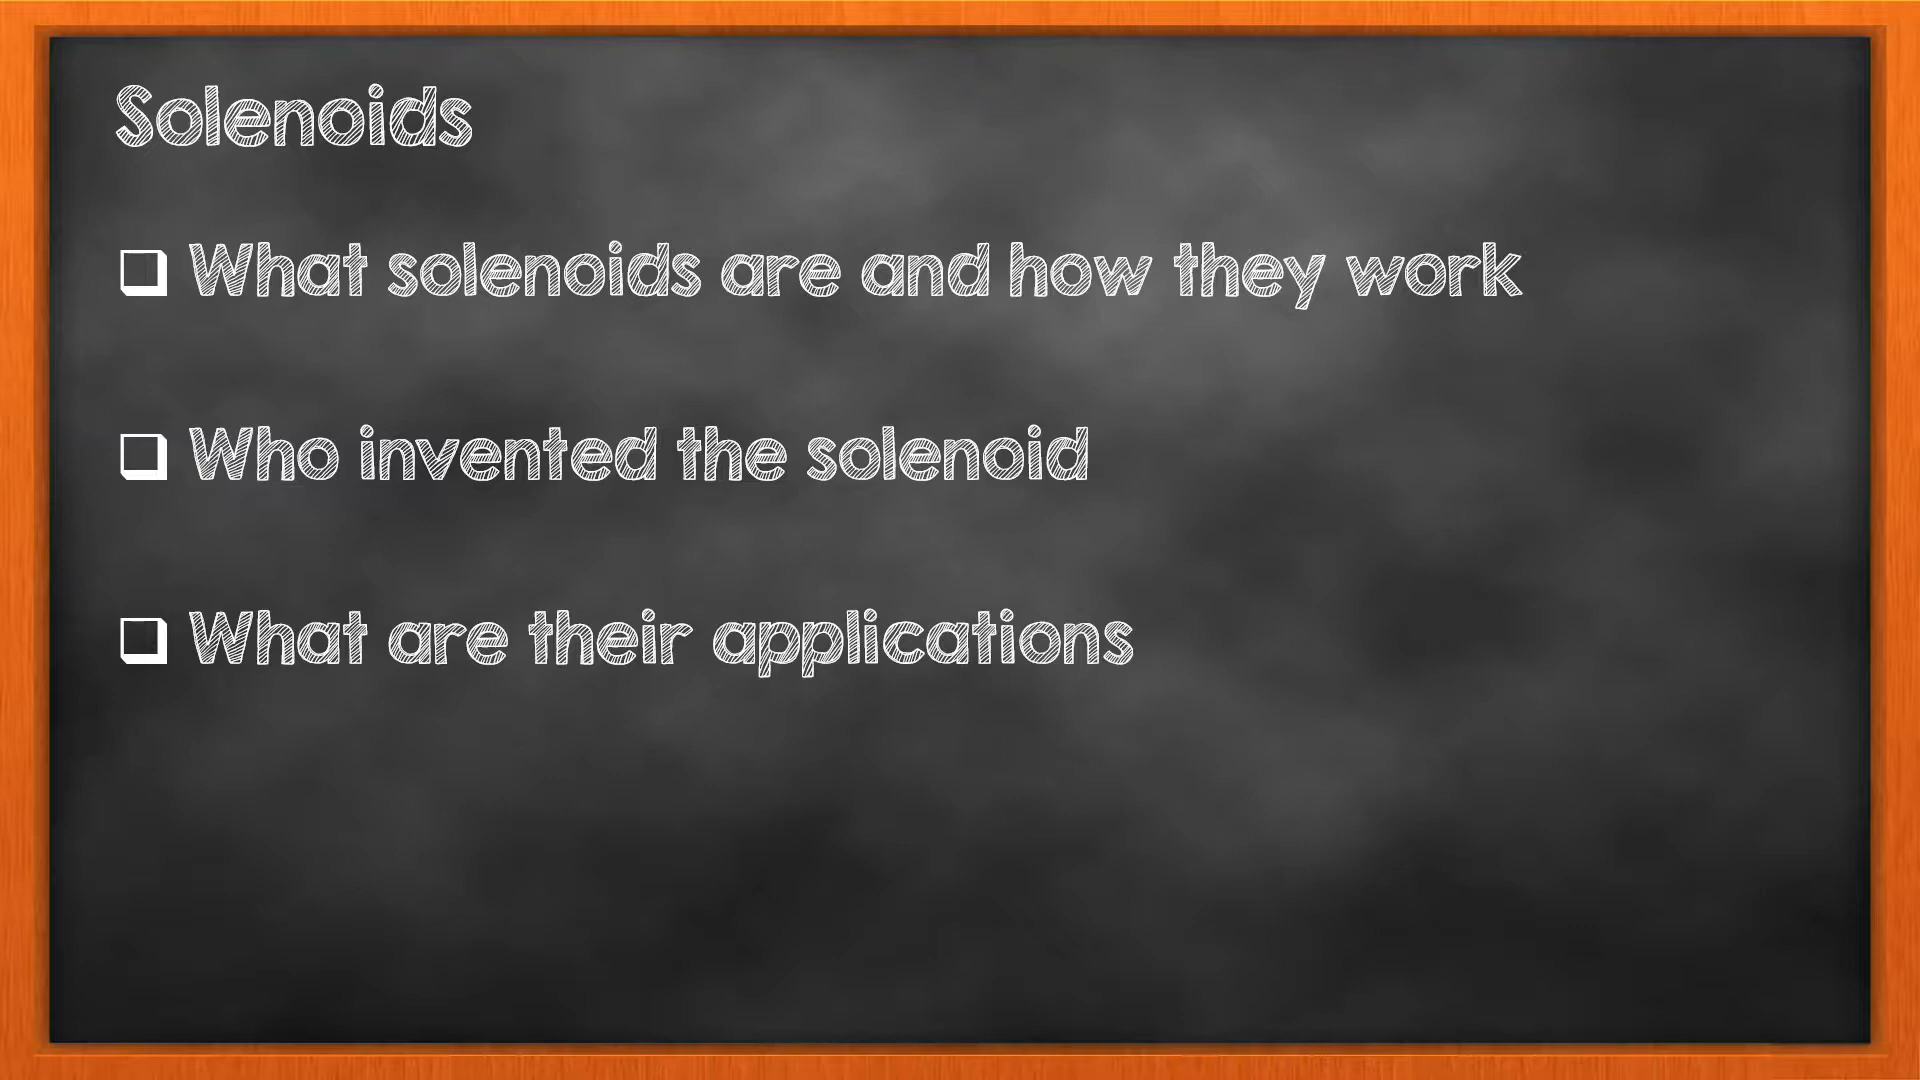 Solenoids
❑ What solenoids are and how they work
❑ Who invented the solenoid
❑ What are their applications